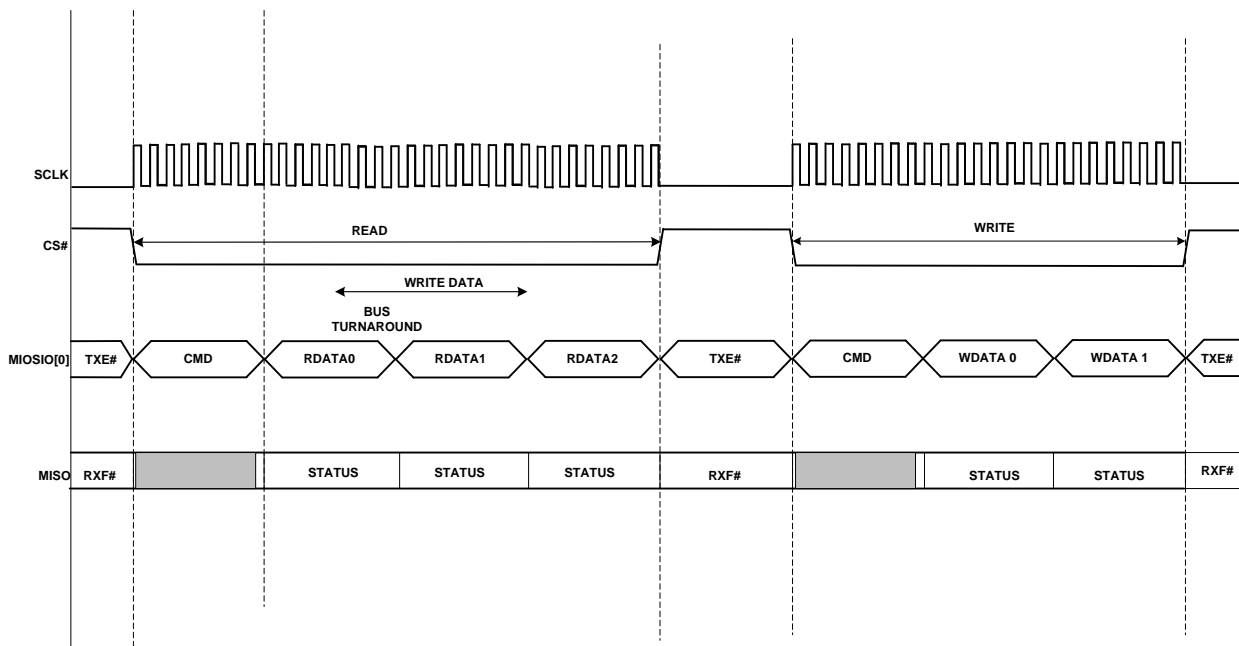 SCLK
CS#
READ
WRITE
WRITE DATA
BUS
TURNAROUND
MIOSIO[0] TXE# CMD RDATA0 RDATA1 RDATA2 TXE# CMD WDATA 0 WDATA 1 TXE#
MISO RXF# STATUS STATUS STATUS RXF# STATUS STATUS RXF#